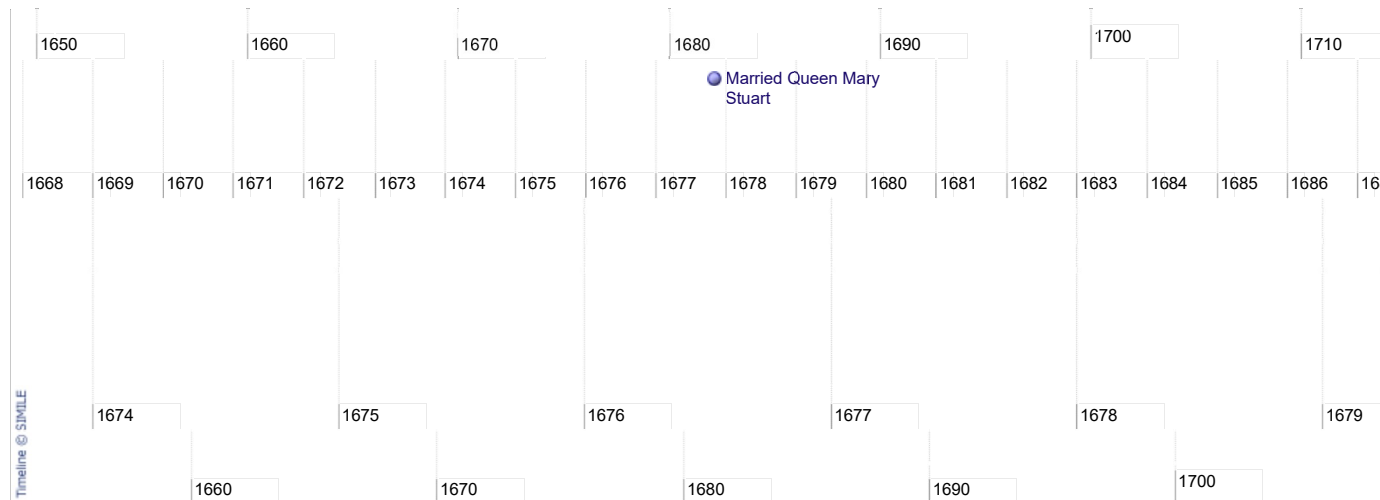 1650 1660 1670 1680 1690 1700 1710
Married Queen Mary
Stuart
1668 1669 1670 1671 1672 1673 1674 1675 1676 1677 1678 1679 1680 1681 1682 1683 1684 1685 1686 16
1674 1675 1676 1677 1678 1679
1660 1670 1680 1690 1700
Timeline © SIMILE